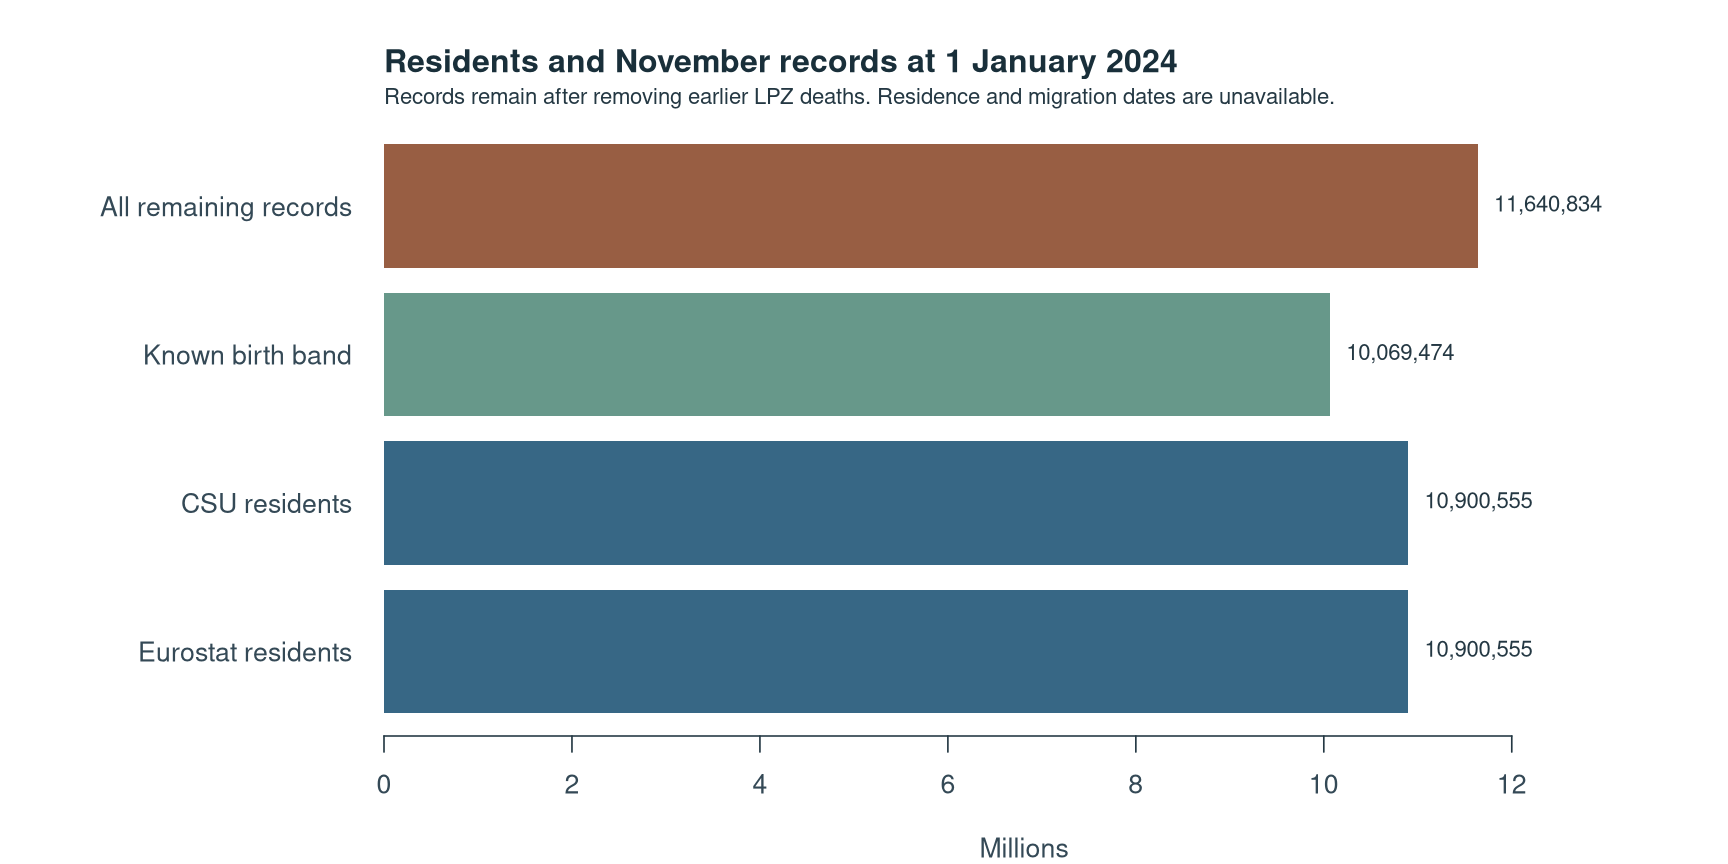 Residents and November records at 1 January 2024
Records remain after removing earlier LPZ deaths. Residence and migration dates are unavailable.
All remaining records 11,640,834
Known birth band 10,069,474
CSU residents 10,900,555
Eurostat residents 10,900,555
0 2 4 6 8 10 12
Millions